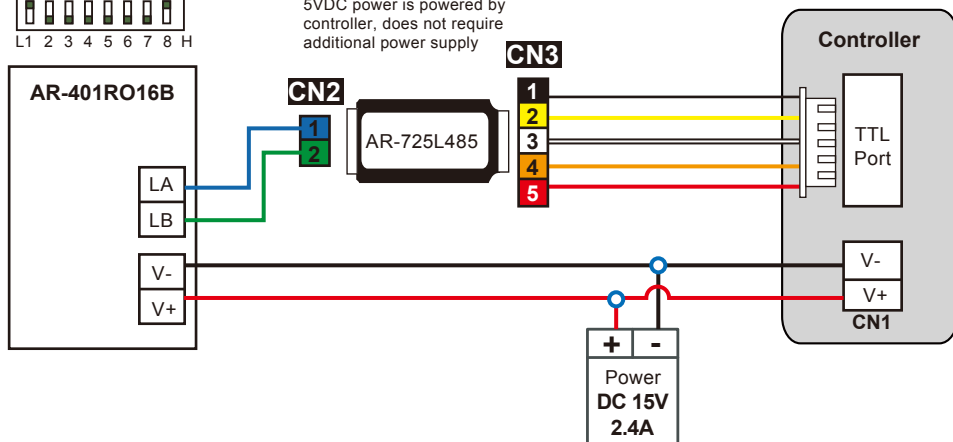 5VDC power is powered by
controller, does not require
additional power supply
L1 2 3 4 5 6 7 8 H
AR-401RO16B
CN2
1
2
AR-725L485
CN3
1
2
3
4
5
Controller
TTL
Port
LA
LB
V-
V+
V-
V+
CN1
+ -
Power
DC 15V
2.4A